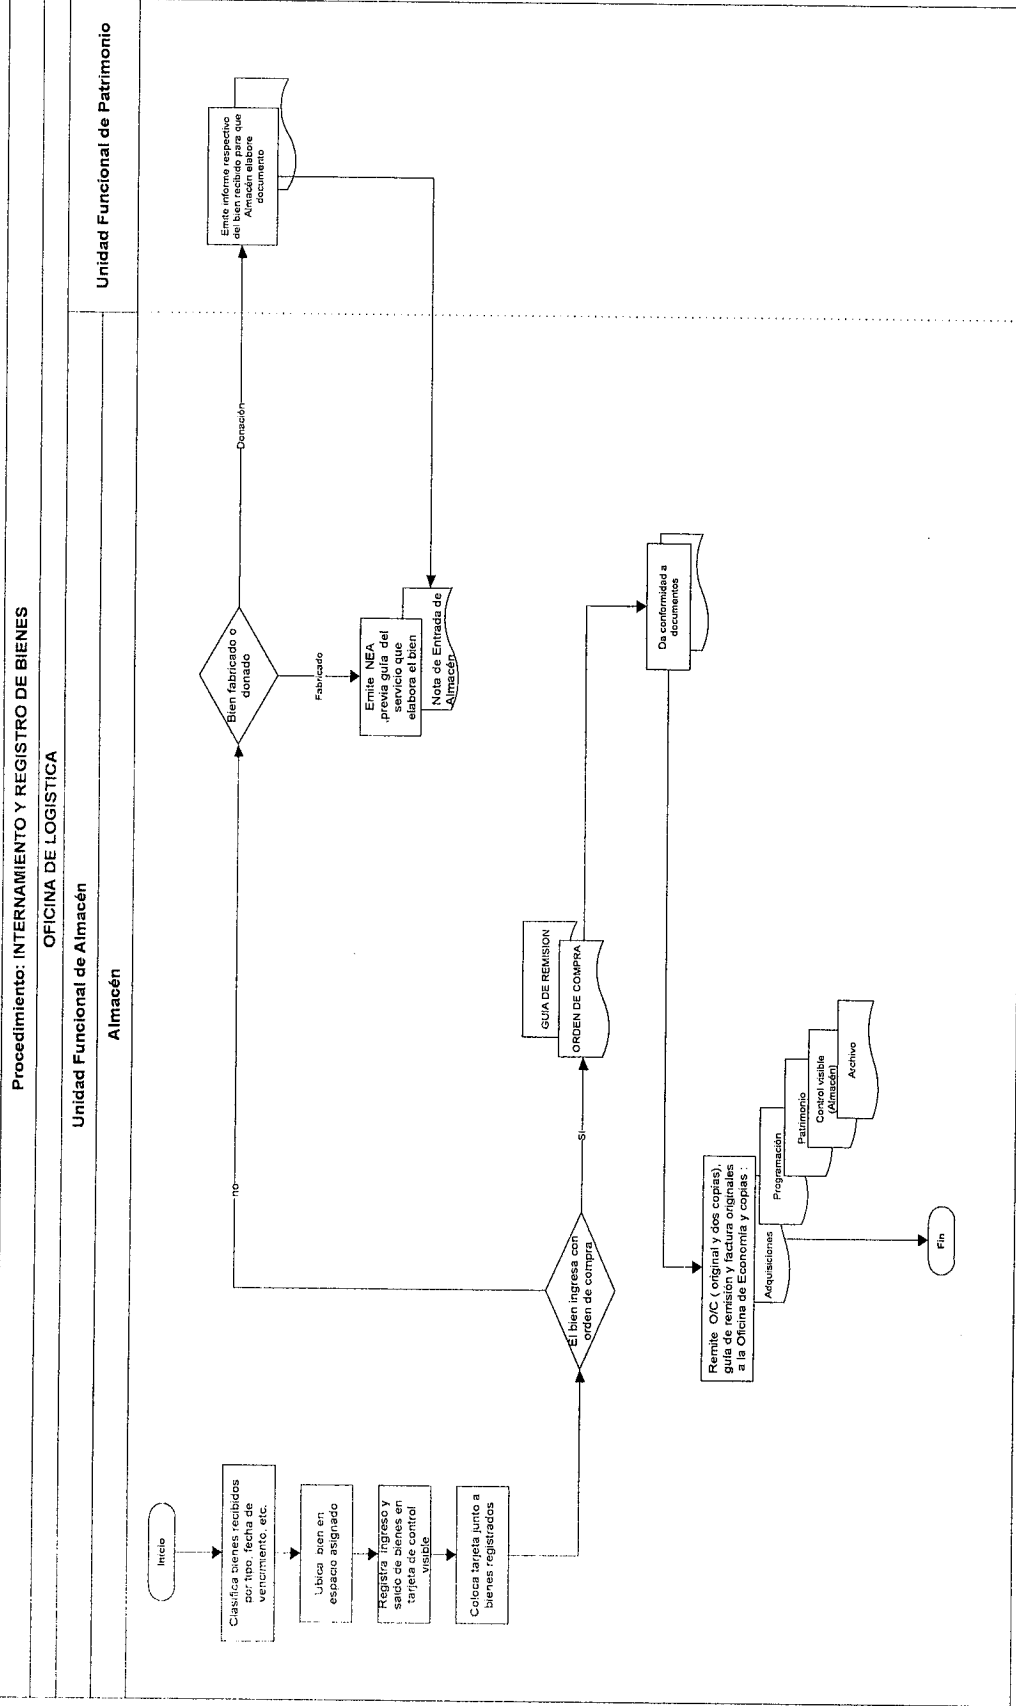 Procedimiento: INTERNAMIENTO Y REGISTRO DE BIENES
OFICINA DE LOGISTICA
Unidad Funcional de Almacén
Unidad Funcional de Patrimonio
Almacén
Inicio
Clasifica bienes recibidos
por tipo, fecha de
vencimiento, etc.
Ubica bien en
espacio asignado
Registra ingreso y
saldo de bienes en
tarjeta de control
visible
Coloca tarjeta junto a
bienes registrados
El bien ingresa con
orden de compra
no
SI
Bien fabricado o
donado
Donación
Fabricado
Emite informe respectivo
del bien recibido para que
Almacén elabore
documento
Emite NEA
,previa guía del
servicio que
elabora el bien
Nota de Entrada de
Almacén
GUIA DE REMISION
ORDEN DE COMPRA
Da conformidad a
documentos
Remite O/C ( original y dos copias),
guía de remisión y factura originales
a la Oficina de Economía y copias :
Adquisiciones
Programación
Patrimonio
Control visible
(Almacén)
Archivo
Fin